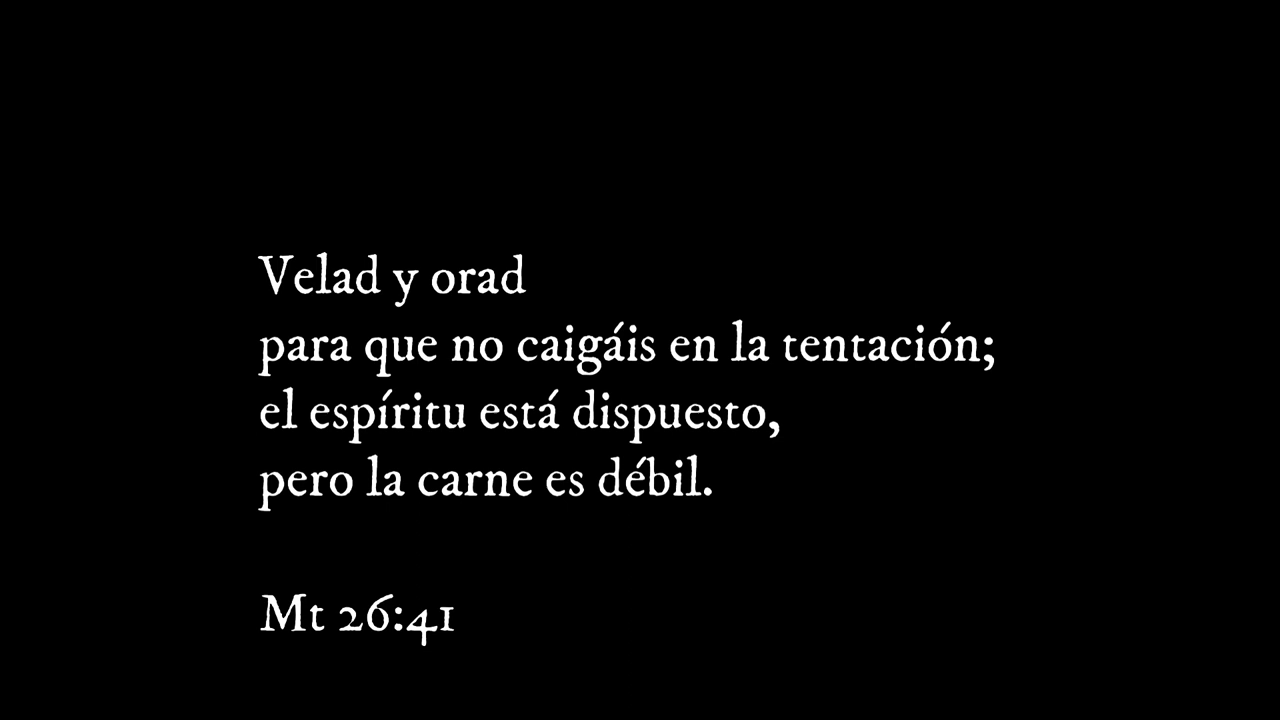 Velad y orad
para que no caigáis en la tentación;
el espíritu está dispuesto,
pero la carne es débil.
Mt 26:41